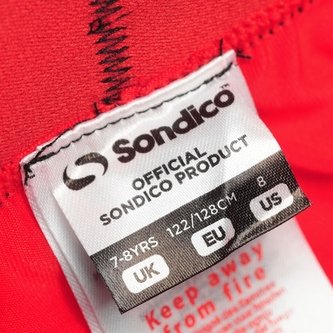 Sondico
OFFICIAL
SONDICO PRODUCT
7-8YRS 122/128CM 8
UK EU US
Keep away
from fire